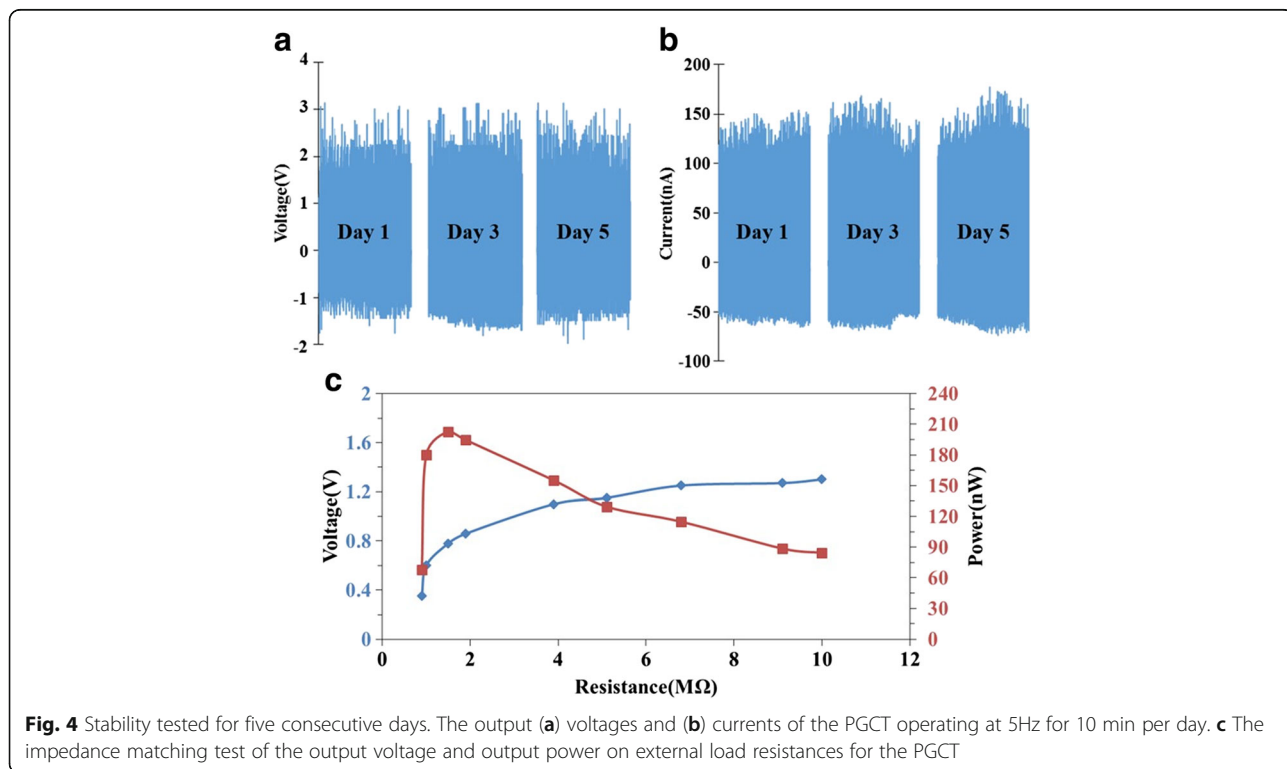 a
4
3
2
1
0
-1
-2
Voltage(V)
Day 1
Day 3
Day 5
b
200
150
100
50
0
-50
-100
Current(nA)
Day 1
Day 3
Day 5
c
2
1.6
1.2
0.8
0.4
0
Voltage(V)
240
210
180
150
120
90
60
30
0
Power(nW)
0 2 4 6 8 10 12
Resistance(MΩ)
Fig. 4 Stability tested for five consecutive days. The output (a) voltages and (b) currents of the PGCT operating at 5Hz for 10 min per day. c The
impedance matching test of the output voltage and output power on external load resistances for the PGCT